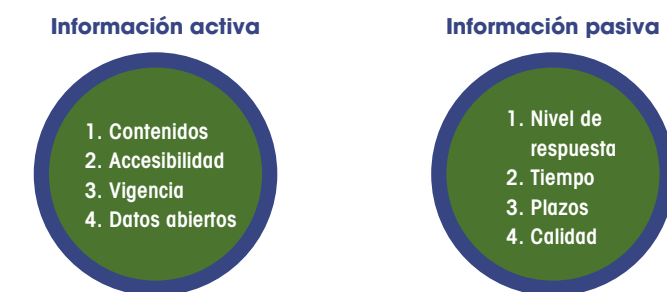 Información activa
1. Contenidos
2. Accesibilidad
3. Vigencia
4. Datos abiertos
Información pasiva
1. Nivel de
respuesta
2. Tiempo
3. Plazos
4. Calidad